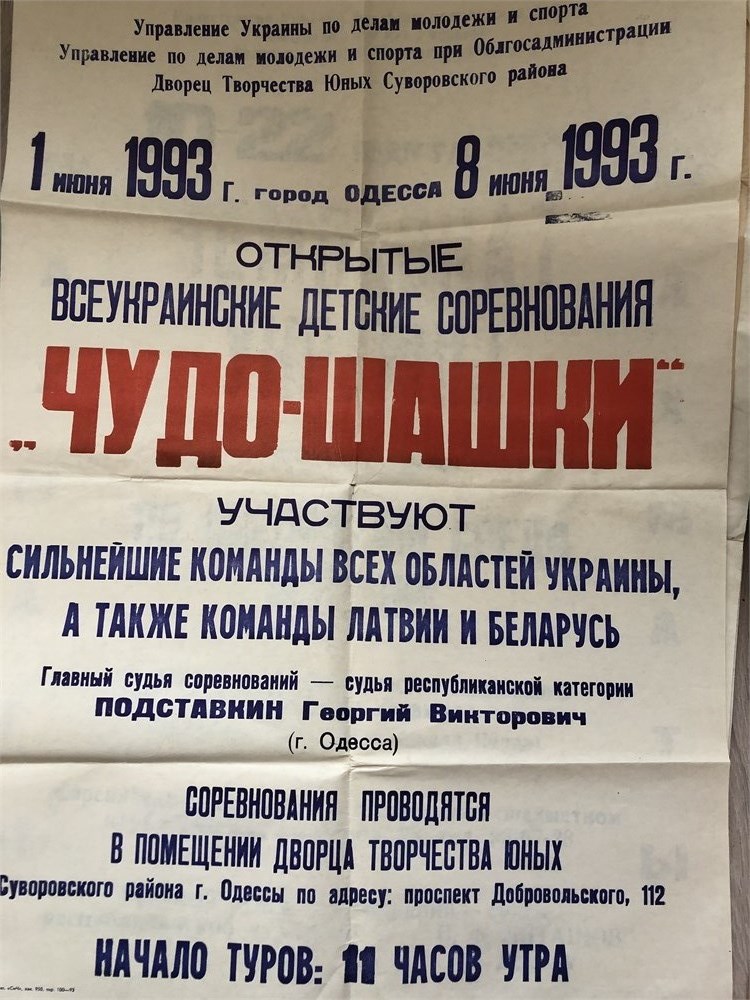 Управление Украины по делам молодежи и спорта
Управление по делам молодежи и спорта при Облгосадминистрации
Дворец Творчества Юных Суворовского района
1 июня 1993 г. город ОДЕССА 8 июня 1993 г.
ОТКРЫТЫЕ
ВСЕУКРАИНСКИЕ ДЕТСКИЕ СОРЕВНОВАНИЯ
„ЧУДО-ШАШКИ“
УЧАСТВУЮТ
СИЛЬНЕЙШИЕ КОМАНДЫ ВСЕХ ОБЛАСТЕЙ УКРАИНЫ,
А ТАКЖЕ КОМАНДЫ ЛАТВИИ И БЕЛАРУСЬ
Главный судья соревнований — судья республиканской категории
ПОДСТАВКИН Георгий Викторович
(г. Одесса)
СОРЕВНОВАНИЯ ПРОВОДЯТСЯ
В ПОМЕЩЕНИИ ДВОРЦА ТВОРЧЕСТВА ЮНЫХ
Суворовского района г. Одессы по адресу: проспект Добровольского, 112
НАЧАЛО ТУРОВ: 11 ЧАСОВ УТРА